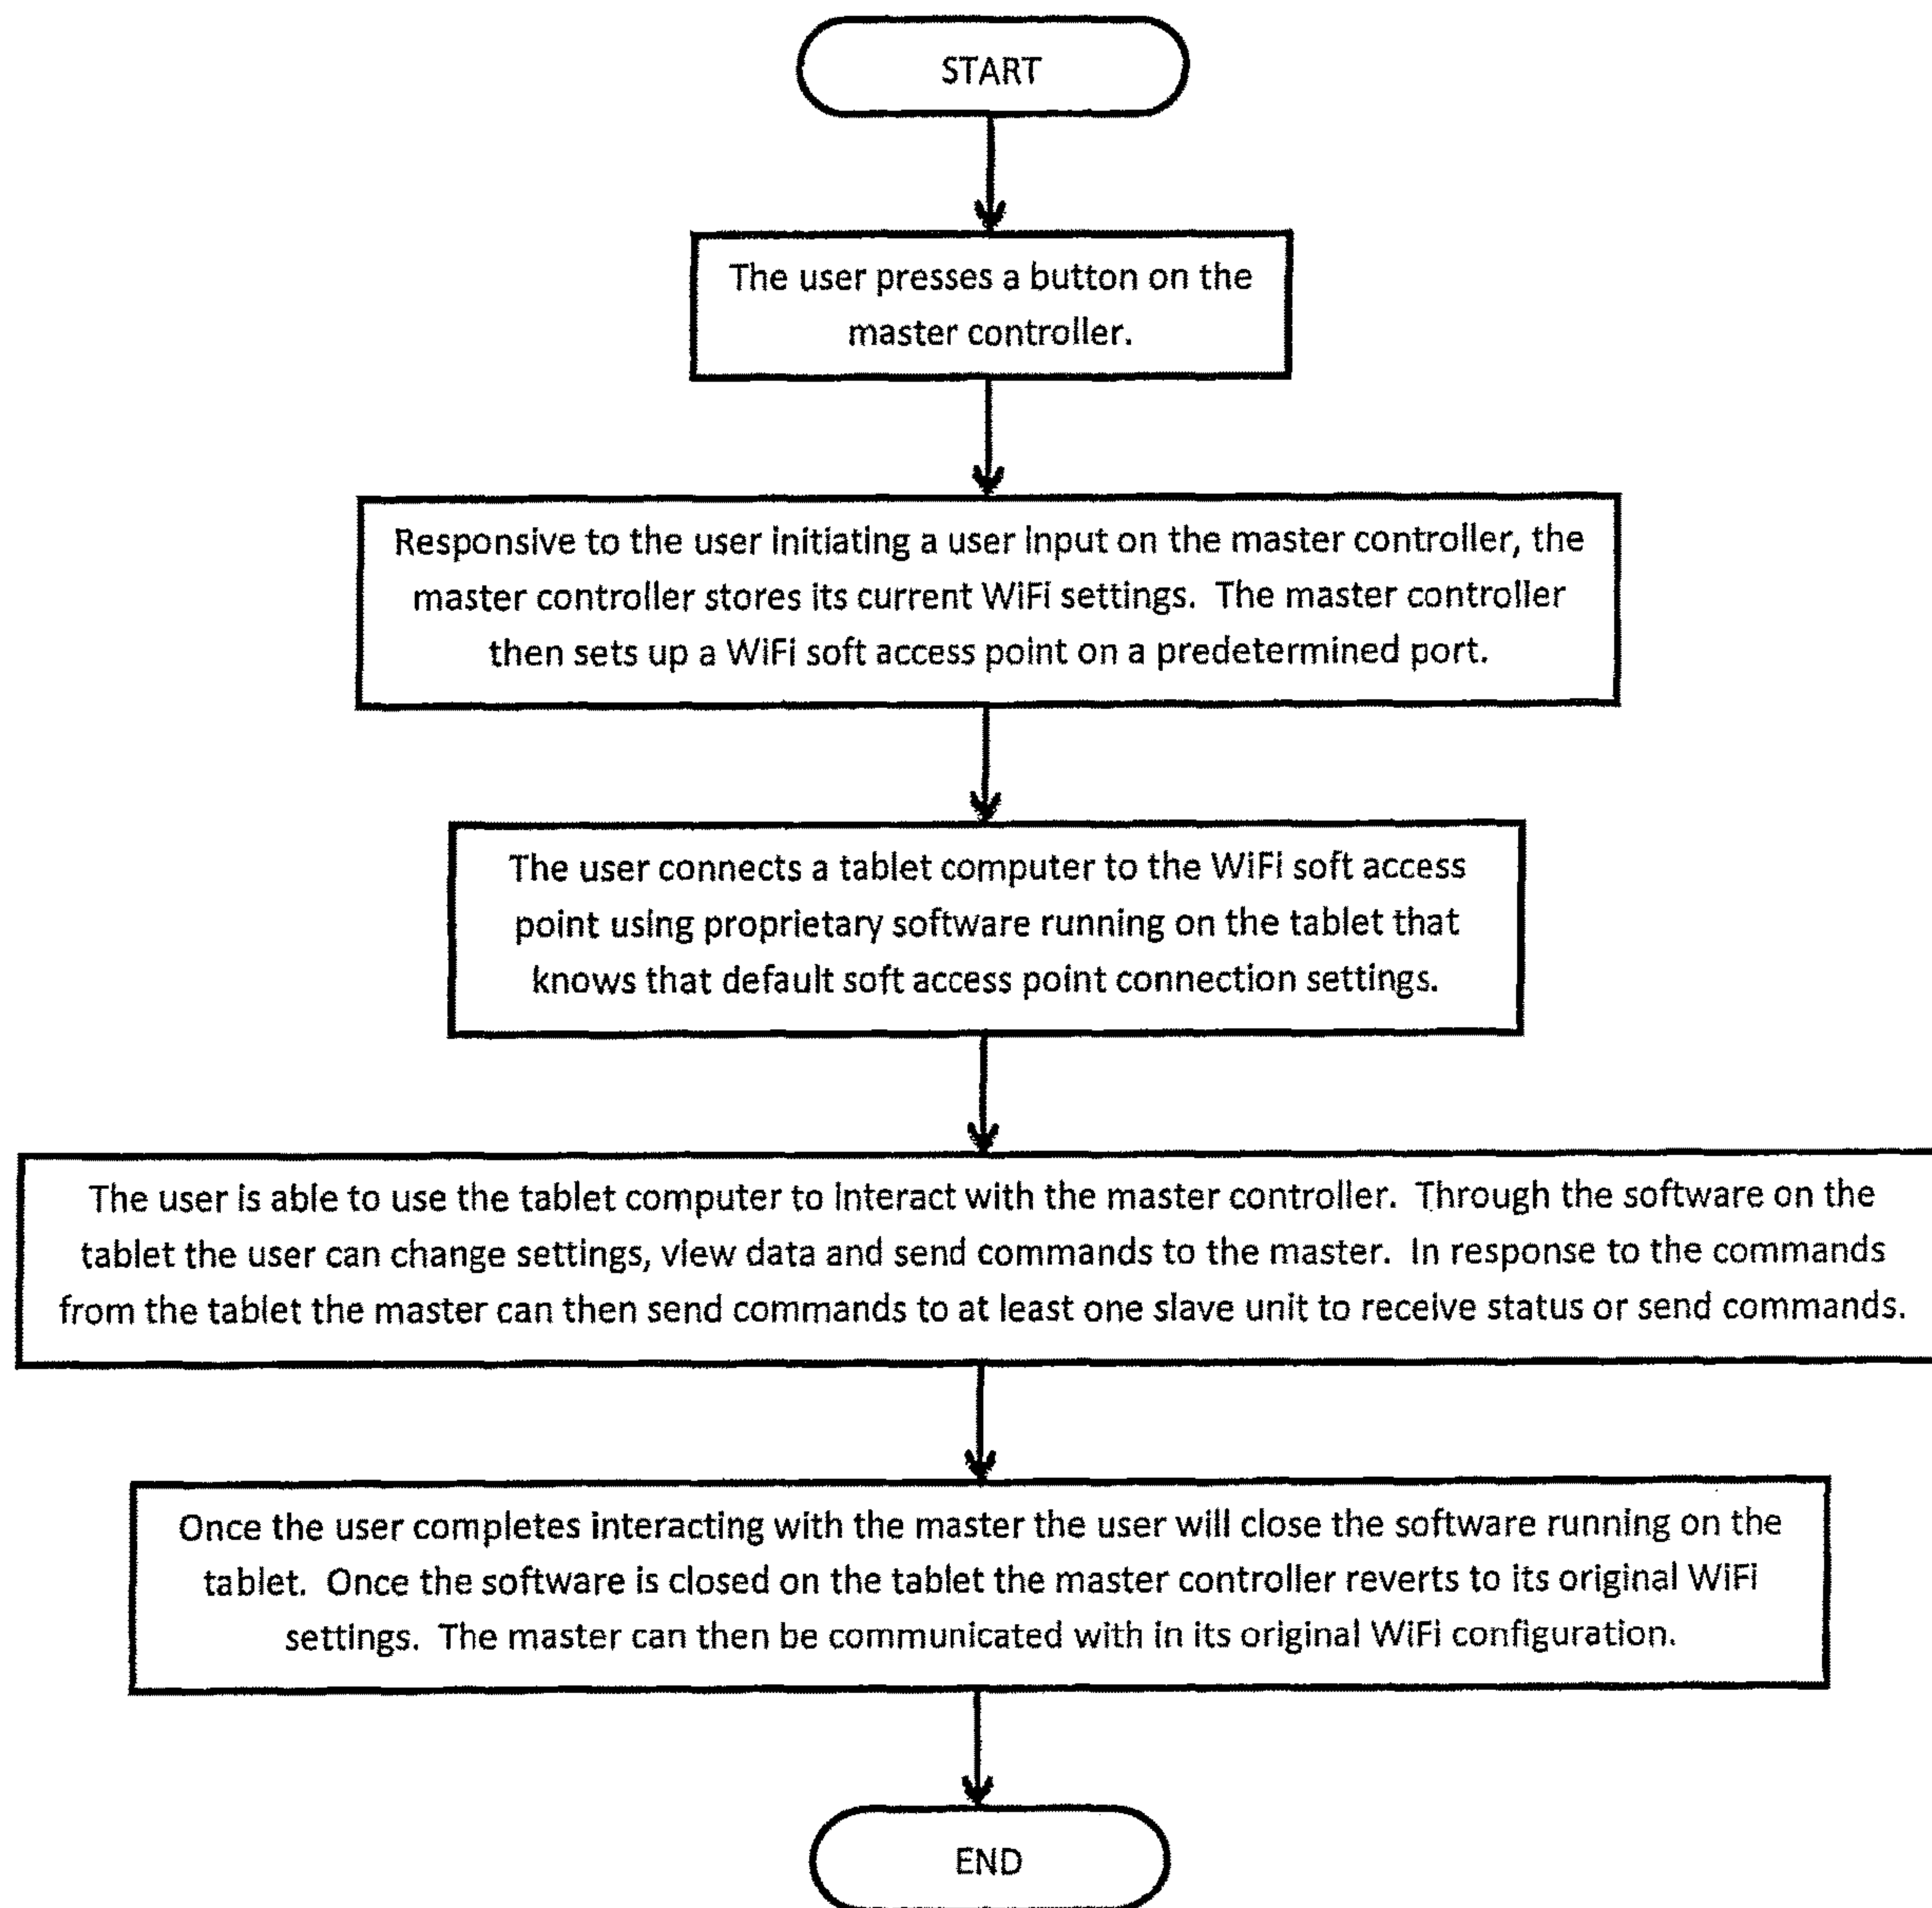 START
The user presses a button on the
master controller.
Responsive to the user initiating a user input on the master controller, the
master controller stores its current WiFi settings.  The master controller
then sets up a WiFi soft access point on a predetermined port.
The user connects a tablet computer to the WiFi soft access
point using proprietary software running on the tablet that
knows that default soft access point connection settings.
The user is able to use the tablet computer to interact with the master controller.  Through the software on the
tablet the user can change settings, view data and send commands to the master.  In response to the commands
from the tablet the master can then send commands to at least one slave unit to receive status or send commands.
Once the user completes interacting with the master the user will close the software running on the
tablet.  Once the software is closed on the tablet the master controller reverts to its original WiFi
settings.  The master can then be communicated with in its original WiFi configuration.
END